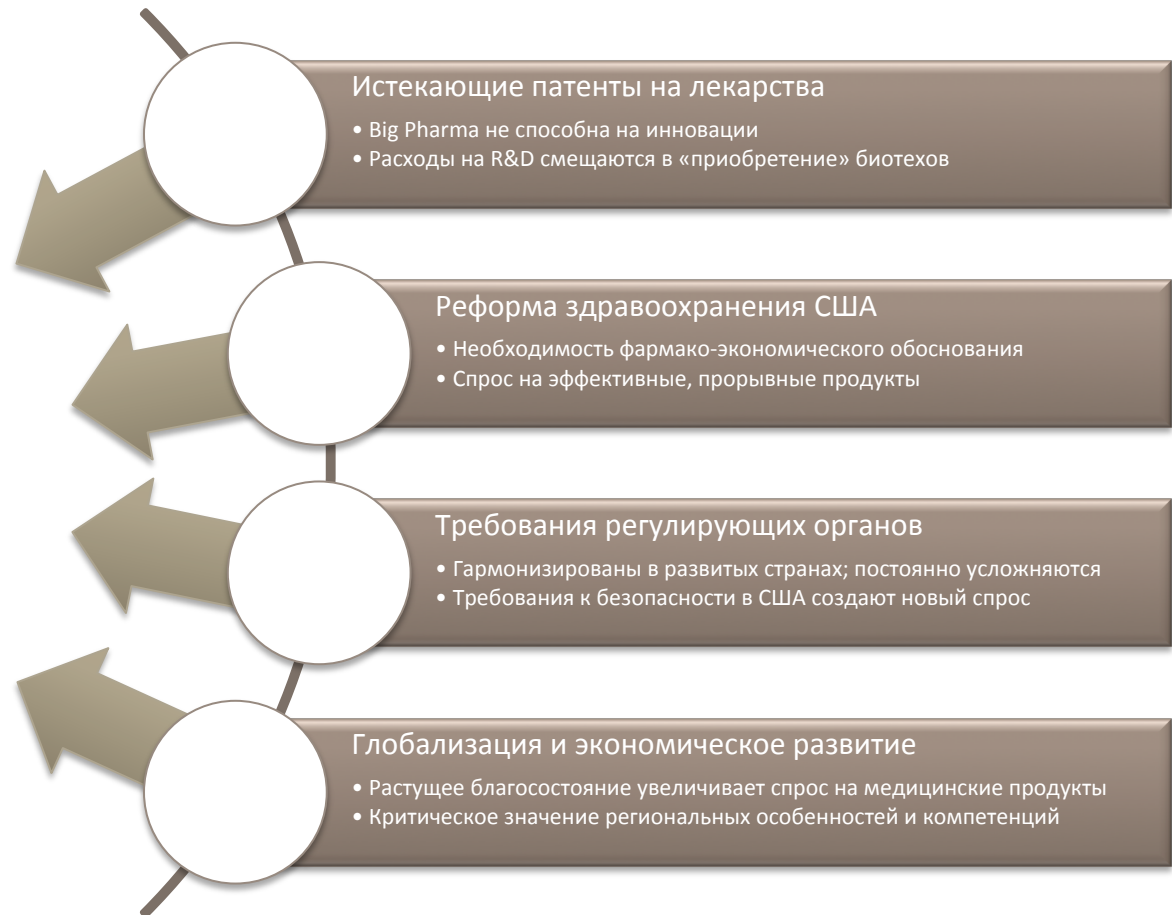 Истекающие патенты на лекарства
• Big Pharma не способна на инновации
• Расходы на R&D смещаются в «приобретение» биотехов
Реформа здравоохранения США
• Необходимость фармако-экономического обоснования
• Спрос на эффективные, прорывные продукты
Требования регулирующих органов
• Гармонизированы в развитых странах; постоянно усложняются
• Требования к безопасности в США создают новый спрос
Глобализация и экономическое развитие
• Растущее благосостояние увеличивает спрос на медицинские продукты
• Критическое значение региональных особенностей и компетенций